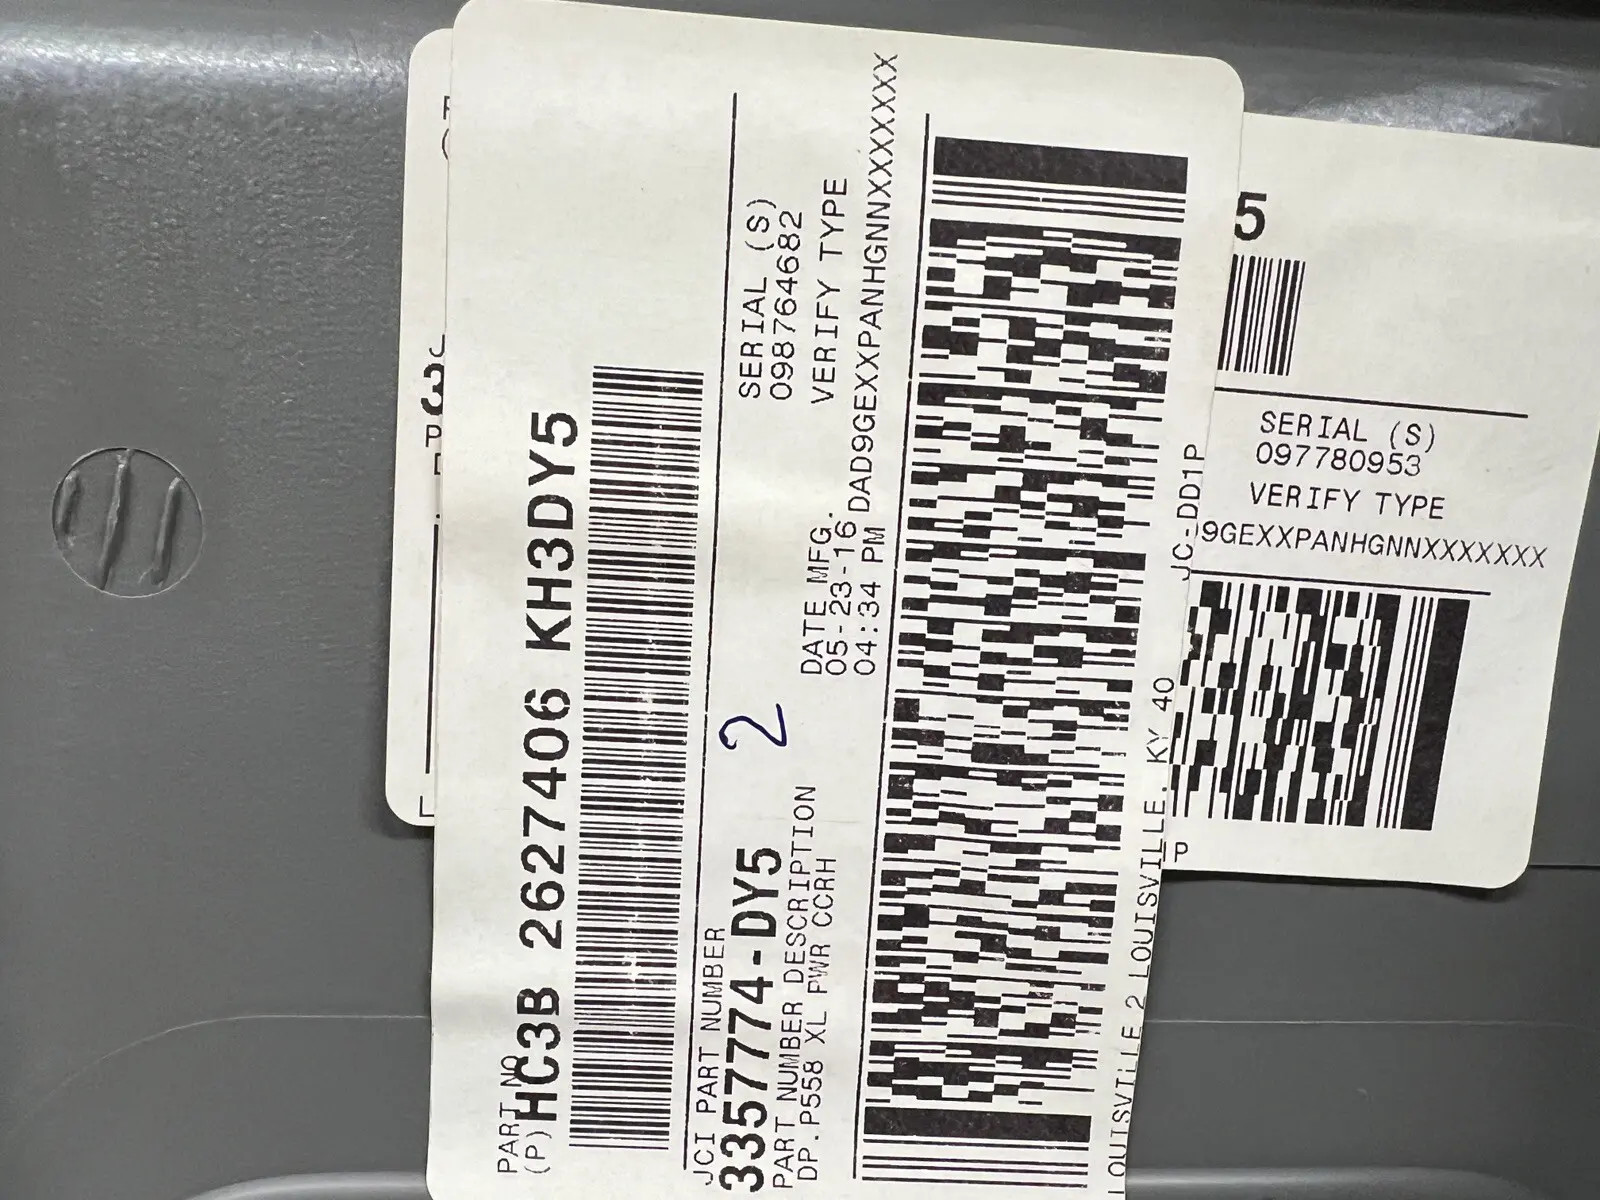 PART NO
(P) HC3B 2627406 KH3DY5
JCI PART NUMBER
3357774-DY5
PART NUMBER DESCRIPTION
DP.P558 XL PWR CCRH
2
DATE MFG.
05-23-16
04:34 PM
SERIAL (S)
098764682
VERIFY TYPE
DAD9GEXXPANHGNNXXXXXXX
LOUISVILLE 2 LOUISVILLE. KY 40
JC-DD1P
5
SERIAL (S)
097780953
VERIFY TYPE
9GEXXPANHGNNXXXXXXX
P